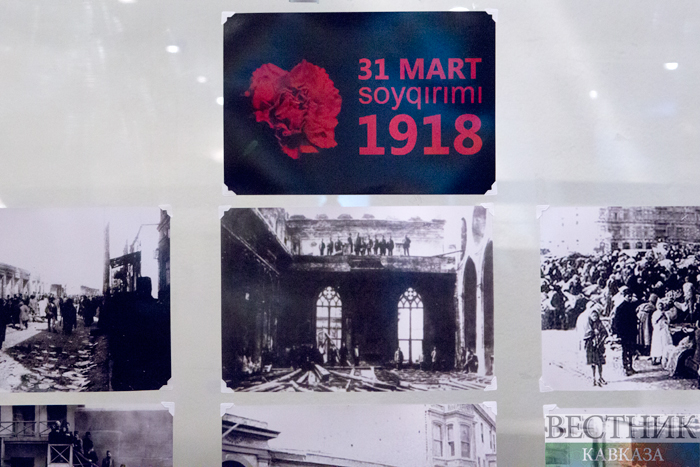 31 MART
soyqırımı
1918
ВЕСТНИК
КАВКАЗА